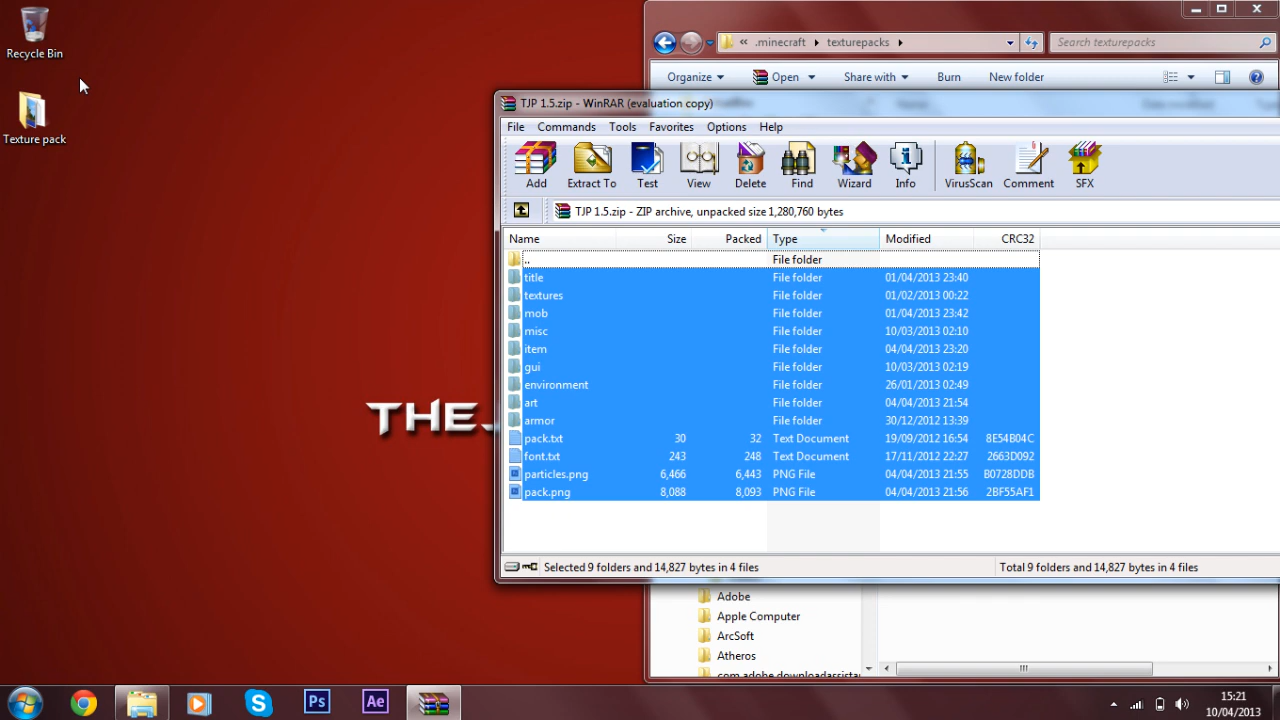 Recycle Bin
Texture pack
THE
« .minecraft texturepacks
Search texturepacks
Organize Open Share with Burn New folder
TJP 1.5.zip - WinRAR (evaluation copy)
File Commands Tools Favorites Options Help
Add Extract To Test View Delete Find Wizard Info VirusScan Comment SFX
TJP 1.5.zip - ZIP archive, unpacked size 1,280,760 bytes
Name Size Packed Type Modified CRC32
.. File folder
title File folder 01/04/2013 23:40
textures File folder 01/02/2013 00:22
mob File folder 01/04/2013 23:42
misc File folder 10/03/2013 02:10
item File folder 04/04/2013 23:20
gui File folder 10/03/2013 02:19
environment File folder 26/01/2013 02:49
art File folder 04/04/2013 21:54
armor File folder 30/12/2012 13:39
pack.txt 30 32 Text Document 19/09/2012 16:54 8E54B04C
font.txt 243 248 Text Document 17/11/2012 22:27 2663D092
particles.png 6,466 6,443 PNG File 04/04/2013 21:55 B0728DDB
pack.png 8,088 8,093 PNG File 04/04/2013 21:56 2BF55AF1
Selected 9 folders and 14,827 bytes in 4 files
Total 9 folders and 14,827 bytes in 4 files
Adobe
Apple Computer
ArcSoft
Atheros
com.adobe.downloadassista
Ps
Ae
15:21
10/04/2013